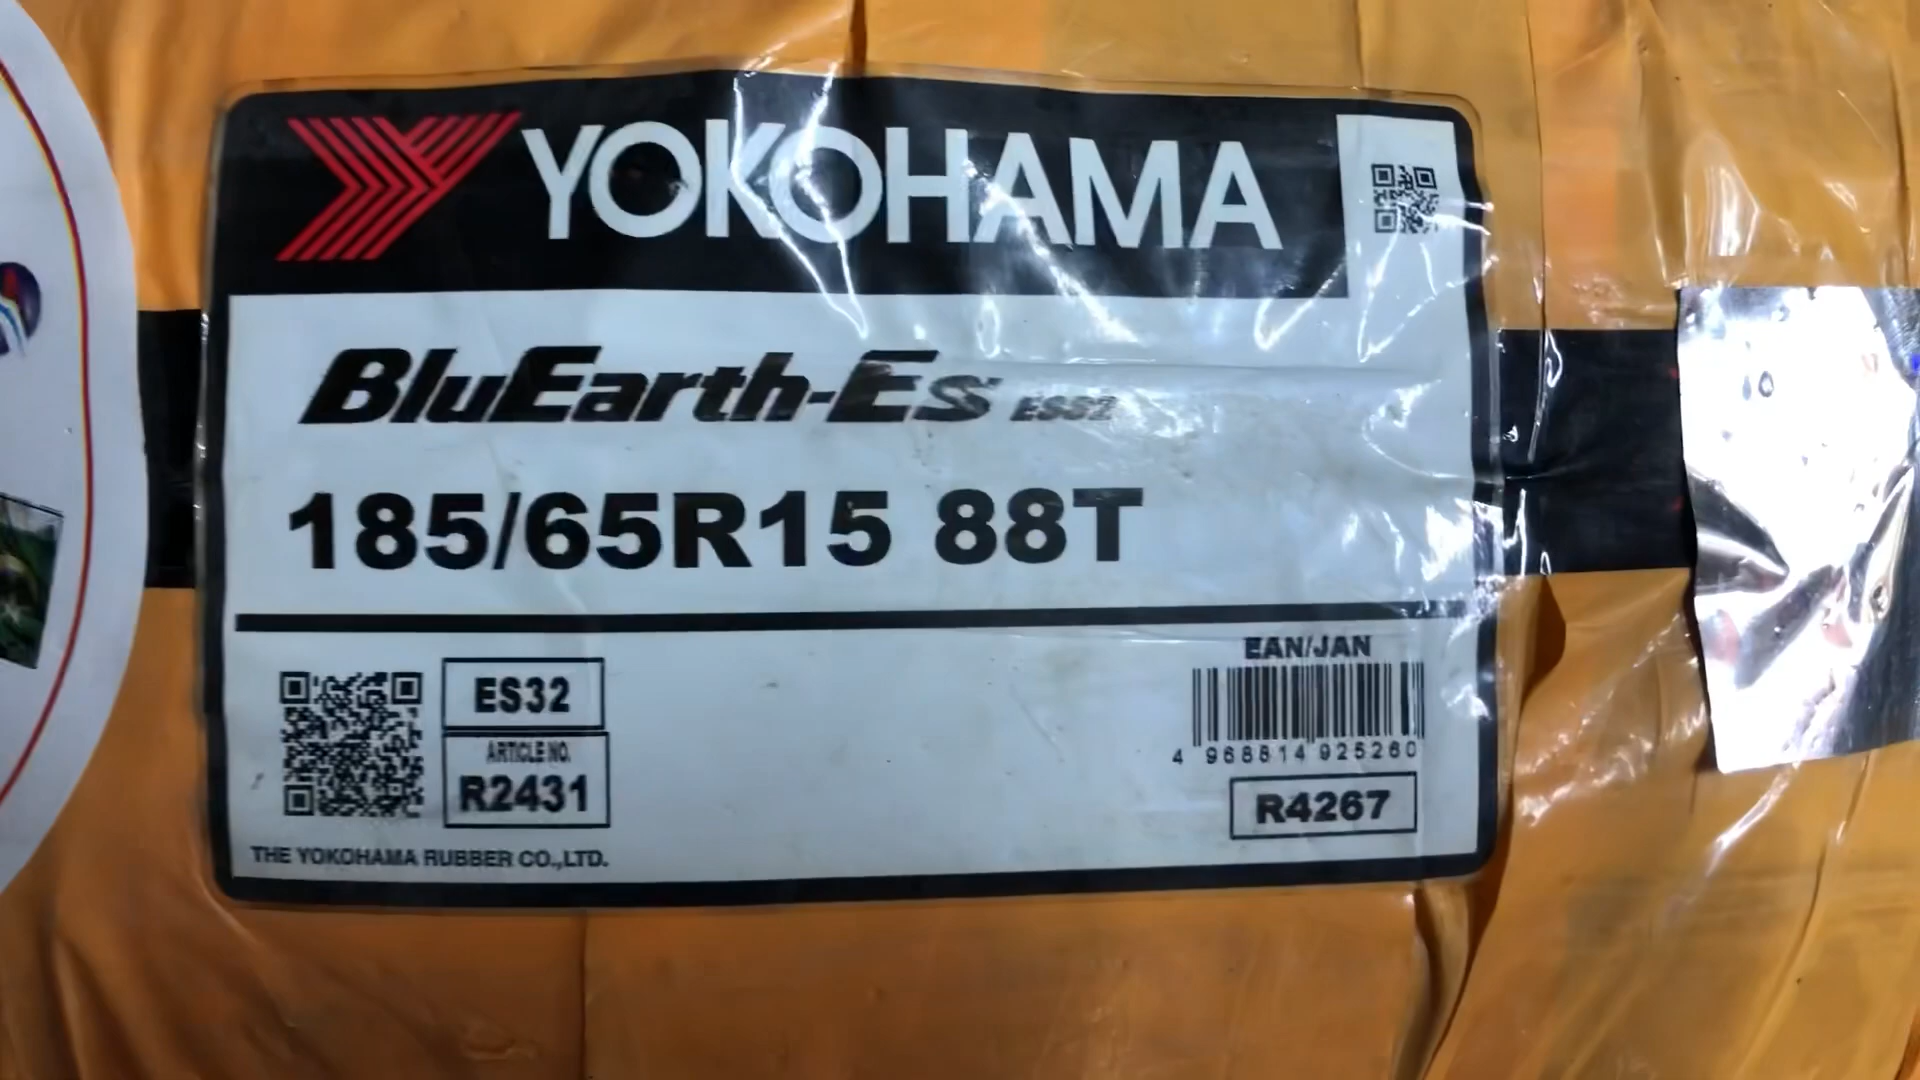 YOKOHAMA
BluEarth-Es ES32
185/65R15 88T
EAN/JAN
ES32
ARTICLE NO.
R2431
4 968814 925260
R4267
THE YOKOHAMA RUBBER CO.,LTD.